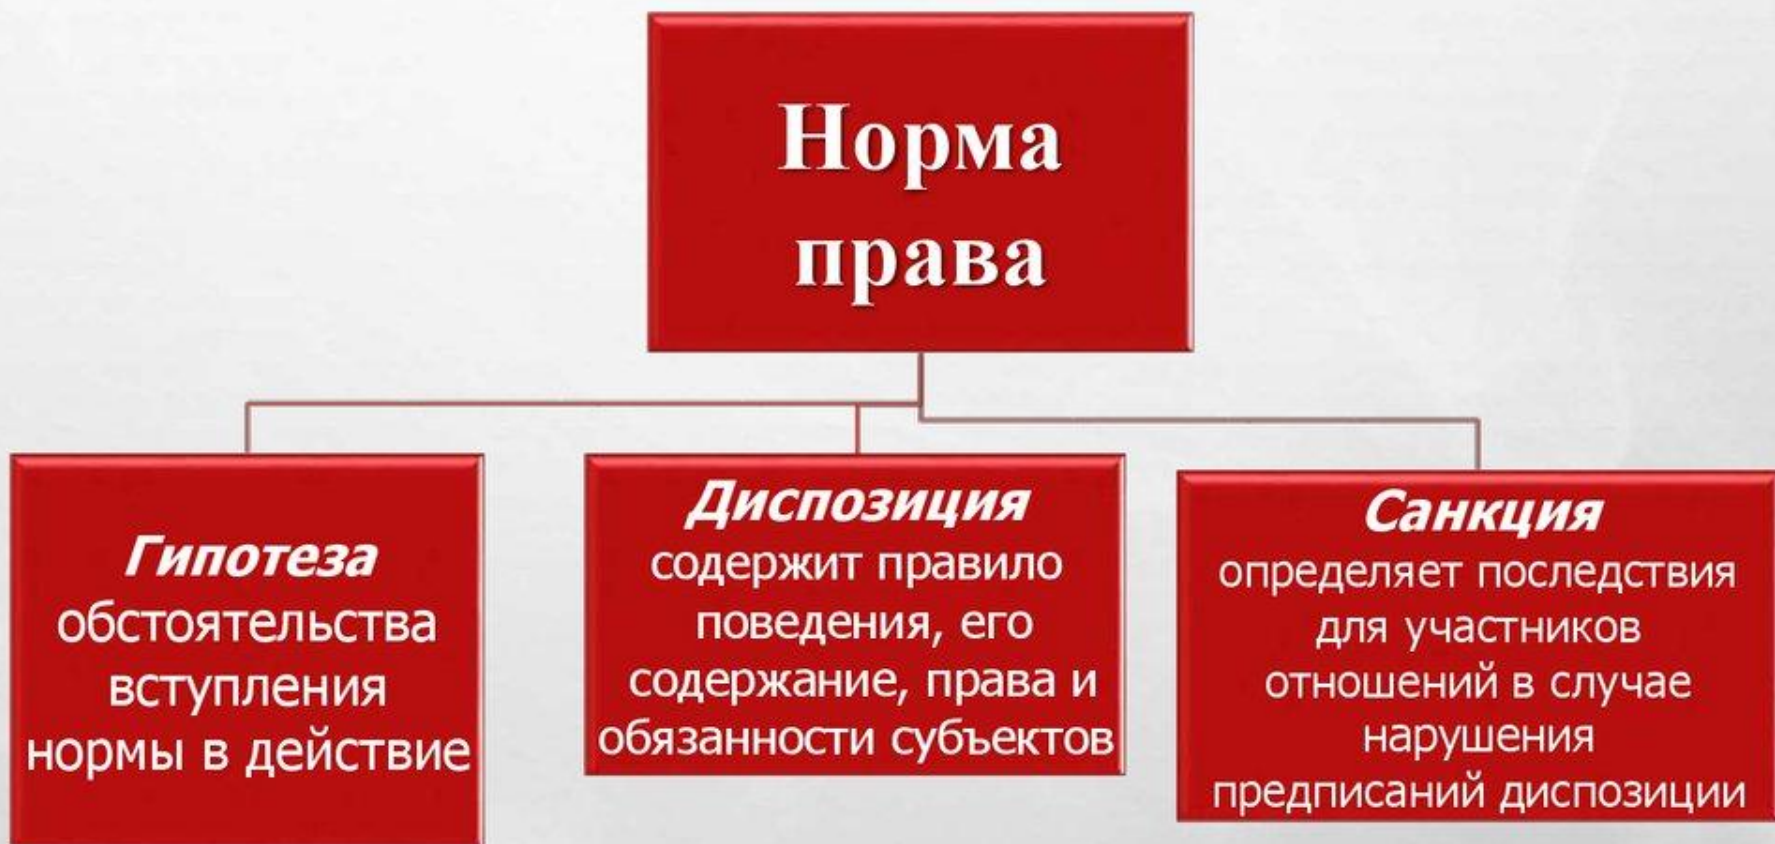 Норма
права
Гипотеза
обстоятельства
вступления
нормы в действие
Диспозиция
содержит правило
поведения, его
содержание, права и
обязанности субъектов
Санкция
определяет последствия
для участников
отношений в случае
нарушения
предписаний диспозиции